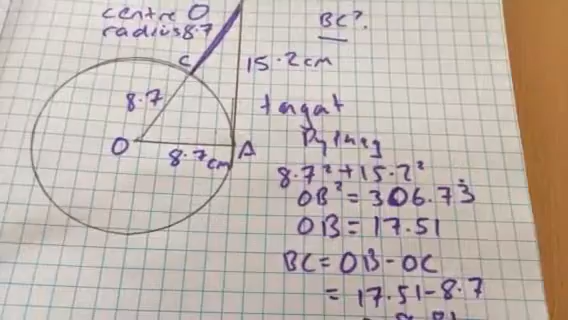 centre O
radius 8.7
BC?
C
15.2cm
8.7
tangat
O
A
8.7cm
Pythag
8.7²+15.2²
OB²=306.73
OB=17.51
BC=OB-OC
=17.51-8.7